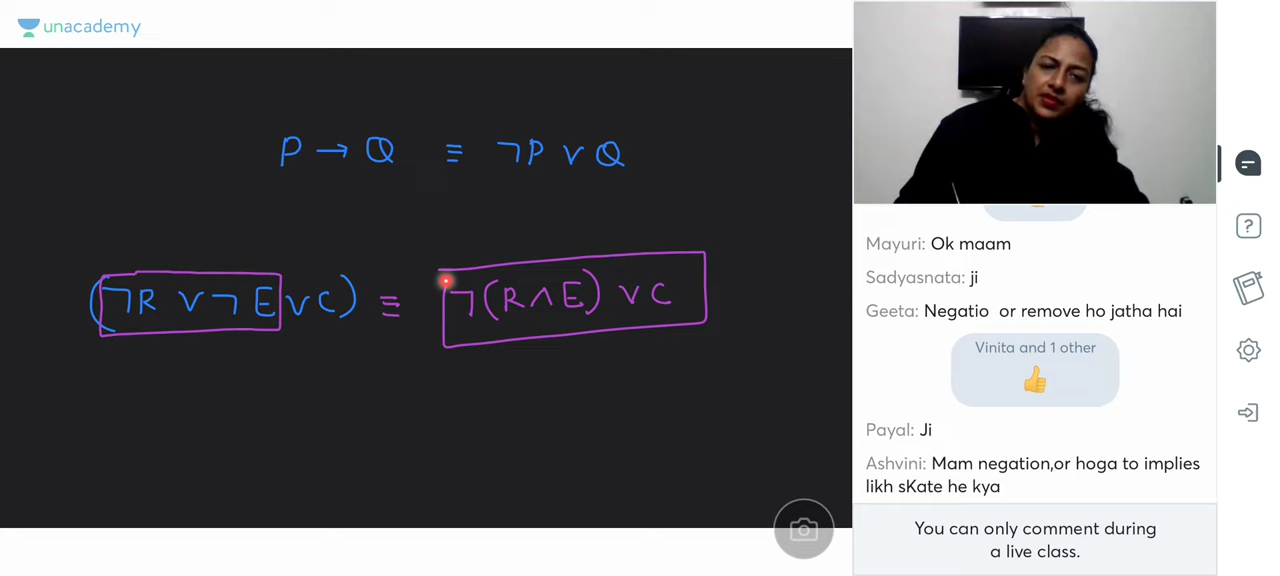 unacademy
P → Q ≡ ¬P ∨ Q
(¬R ∨ ¬E ∨ C) ≡ ¬(R ∧ E) ∨ C
Mayuri: Ok maam
Sadyasnata: ji
Geeta: Negatio or remove ho jatha hai
Vinita and 1 other
Payal: Ji
Ashvini: Mam negation,or hoga to implies
likh sKate he kya
You can only comment during
a live class.